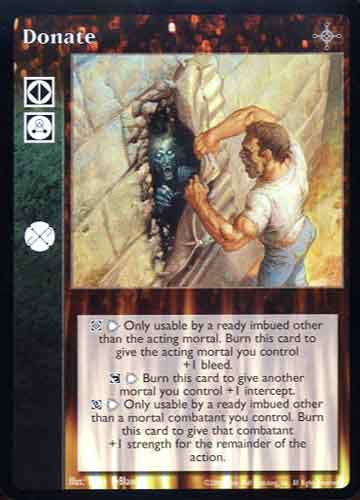 Donate
Only usable by a ready imbued other
than the acting mortal. Burn this card to
give the acting mortal you control
+1 bleed.
Burn this card to give another
mortal you control +1 intercept.
Only usable by a ready imbued other
than a mortal combatant you control. Burn
this card to give that combatant
+1 strength for the remainder of the
action.
Illus: